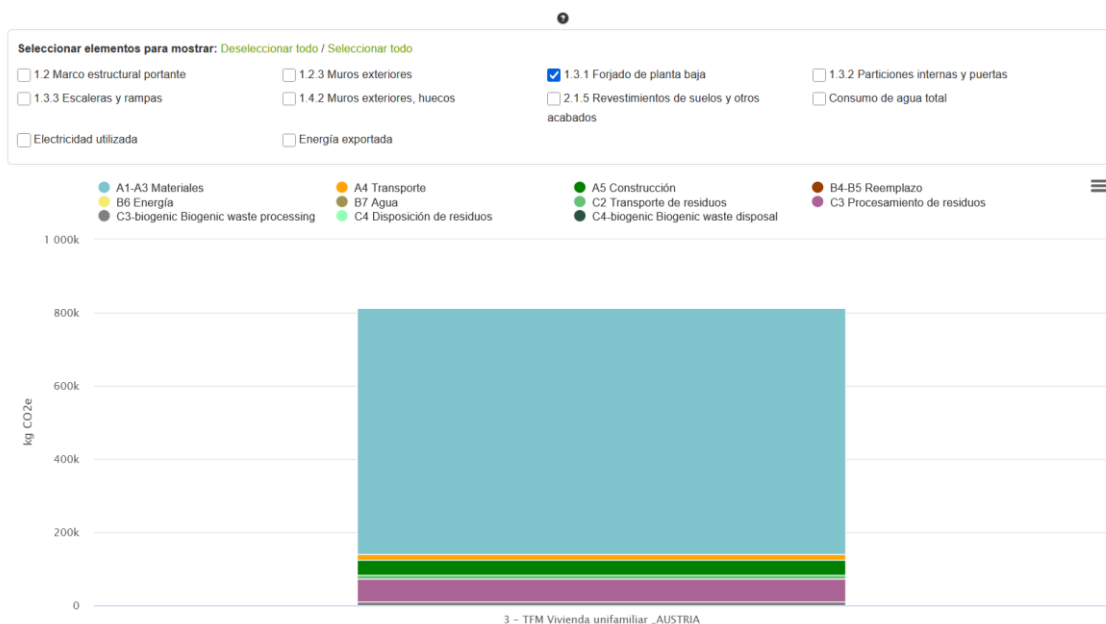 ?
Seleccionar elementos para mostrar: Deseleccionar todo / Seleccionar todo
1.2 Marco estructural portante
1.2.3 Muros exteriores
1.3.1 Forjado de planta baja
1.3.2 Particiones internas y puertas
1.3.3 Escaleras y rampas
1.4.2 Muros exteriores, huecos
2.1.5 Revestimientos de suelos y otros
acabados
Consumo de agua total
Electricidad utilizada
Energía exportada
A1-A3 Materiales
A4 Transporte
A5 Construcción
B4-B5 Reemplazo
B6 Energía
B7 Agua
C2 Transporte de residuos
C3 Procesamiento de residuos
C3-biogenic Biogenic waste processing
C4 Disposición de residuos
C4-biogenic Biogenic waste disposal
1 000k
800k
600k
400k
200k
0
kg CO2e
3 - TFM Vivienda unifamiliar _AUSTRIA